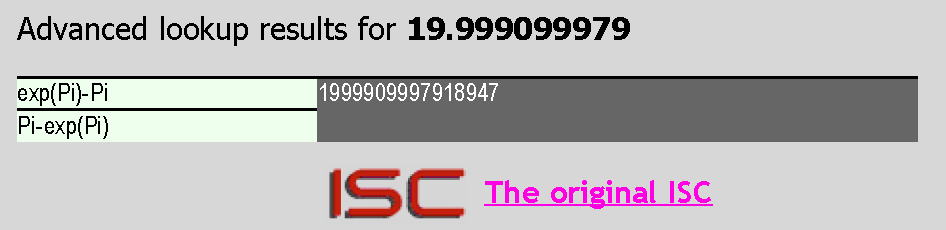 Advanced lookup results for 19.999099979
exp(Pi)-Pi 1999909997918947
Pi-exp(Pi)
ISC The original ISC